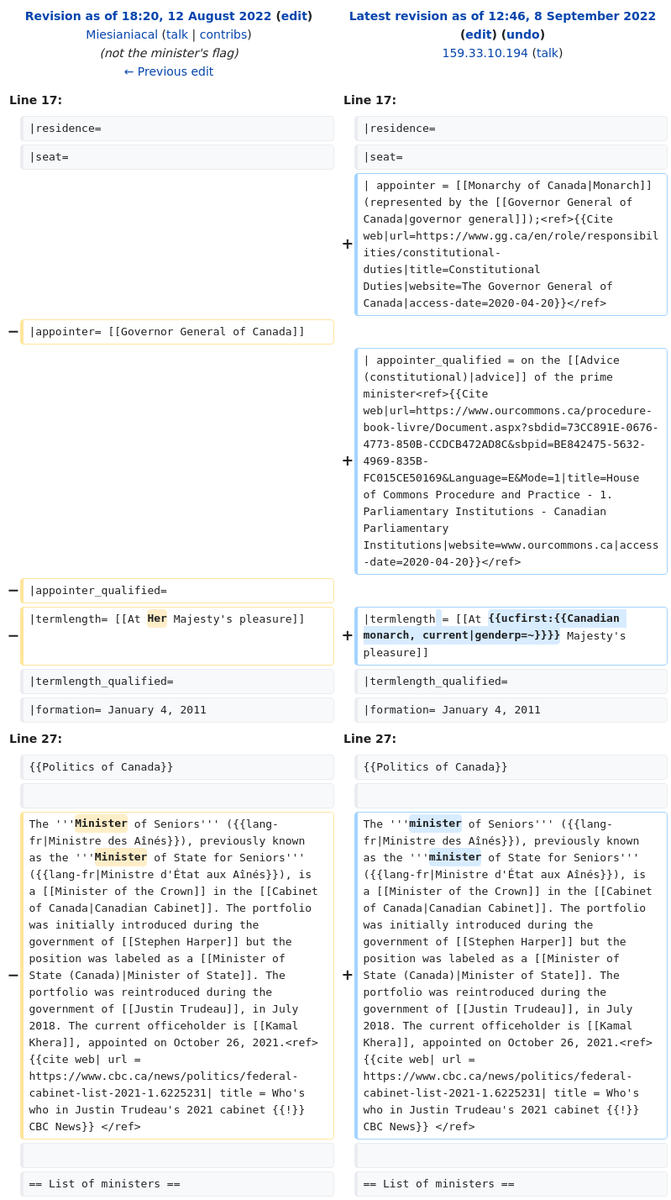 Revision as of 18:20, 12 August 2022 (edit)
Miesianiacal (talk | contribs)
(not the minister's flag)
← Previous edit
Latest revision as of 12:46, 8 September 2022
(edit) (undo)
159.33.10.194 (talk)
Line 17:
Line 17:
|residence=
|residence=
|seat=
|seat=
+
| appointer = [[Monarchy of Canada|Monarch]]
(represented by the [[Governor General of
Canada|governor general]]);<ref>{{Cite
web|url=https://www.gg.ca/en/role/responsibil
ities/constitutional-
duties|title=Constitutional
Duties|website=The Governor General of
Canada|access-date=2020-04-20}}</ref>
−
|appointer= [[Governor General of Canada]]
+
| appointer_qualified = on the [[Advice
(constitutional)|advice]] of the prime
minister<ref>{{Cite
web|url=https://www.ourcommons.ca/procedure-
book-livre/Document.aspx?sbdid=73CC891E-0676-
4773-850B-CCDCB472AD8C&sbpid=BE842475-5632-
4969-835B-
FC015CE50169&Language=E&Mode=1|title=House
of Commons Procedure and Practice - 1.
Parliamentary Institutions - Canadian
Parliamentary
Institutions|website=www.ourcommons.ca|access
-date=2020-04-20}}</ref>
−
|appointer_qualified=
−
|termlength= [[At Her Majesty's pleasure]]
+
|termlength = [[At {{ucfirst:{{Canadian
monarch, current|genderp=~}}}} Majesty's
pleasure]]
|termlength_qualified=
|termlength_qualified=
|formation= January 4, 2011
|formation= January 4, 2011
Line 27:
Line 27:
{{Politics of Canada}}
{{Politics of Canada}}
−
The '''Minister of Seniors''' ({{lang-
fr|Ministre des Aînés}}), previously known
as the '''Minister of State for Seniors'''
({{lang-fr|Ministre d'État aux Aînés}}), is
a [[Minister of the Crown]] in the [[Cabinet
of Canada|Canadian Cabinet]]. The portfolio
was initially introduced during the
government of [[Stephen Harper]] but the
position was labeled as a [[Minister of
State (Canada)|Minister of State]]. The
portfolio was reintroduced during the
government of [[Justin Trudeau]], in July
2018. The current officeholder is [[Kamal
Khera]], appointed on October 26, 2021.<ref>
{{cite web| url =
https://www.cbc.ca/news/politics/federal-
cabinet-list-2021-1.6225231| title = Who's
who in Justin Trudeau's 2021 cabinet {{!}}
CBC News}} </ref>
+
The '''minister of Seniors''' ({{lang-
fr|Ministre des Aînés}}), previously known
as the '''minister of State for Seniors'''
({{lang-fr|Ministre d'État aux Aînés}}), is
a [[Minister of the Crown]] in the [[Cabinet
of Canada|Canadian Cabinet]]. The portfolio
was initially introduced during the
government of [[Stephen Harper]] but the
position was labeled as a [[Minister of
State (Canada)|Minister of State]]. The
portfolio was reintroduced during the
government of [[Justin Trudeau]], in July
2018. The current officeholder is [[Kamal
Khera]], appointed on October 26, 2021.<ref>
{{cite web| url =
https://www.cbc.ca/news/politics/federal-
cabinet-list-2021-1.6225231| title = Who's
who in Justin Trudeau's 2021 cabinet {{!}}
CBC News}} </ref>
== List of ministers ==
== List of ministers ==